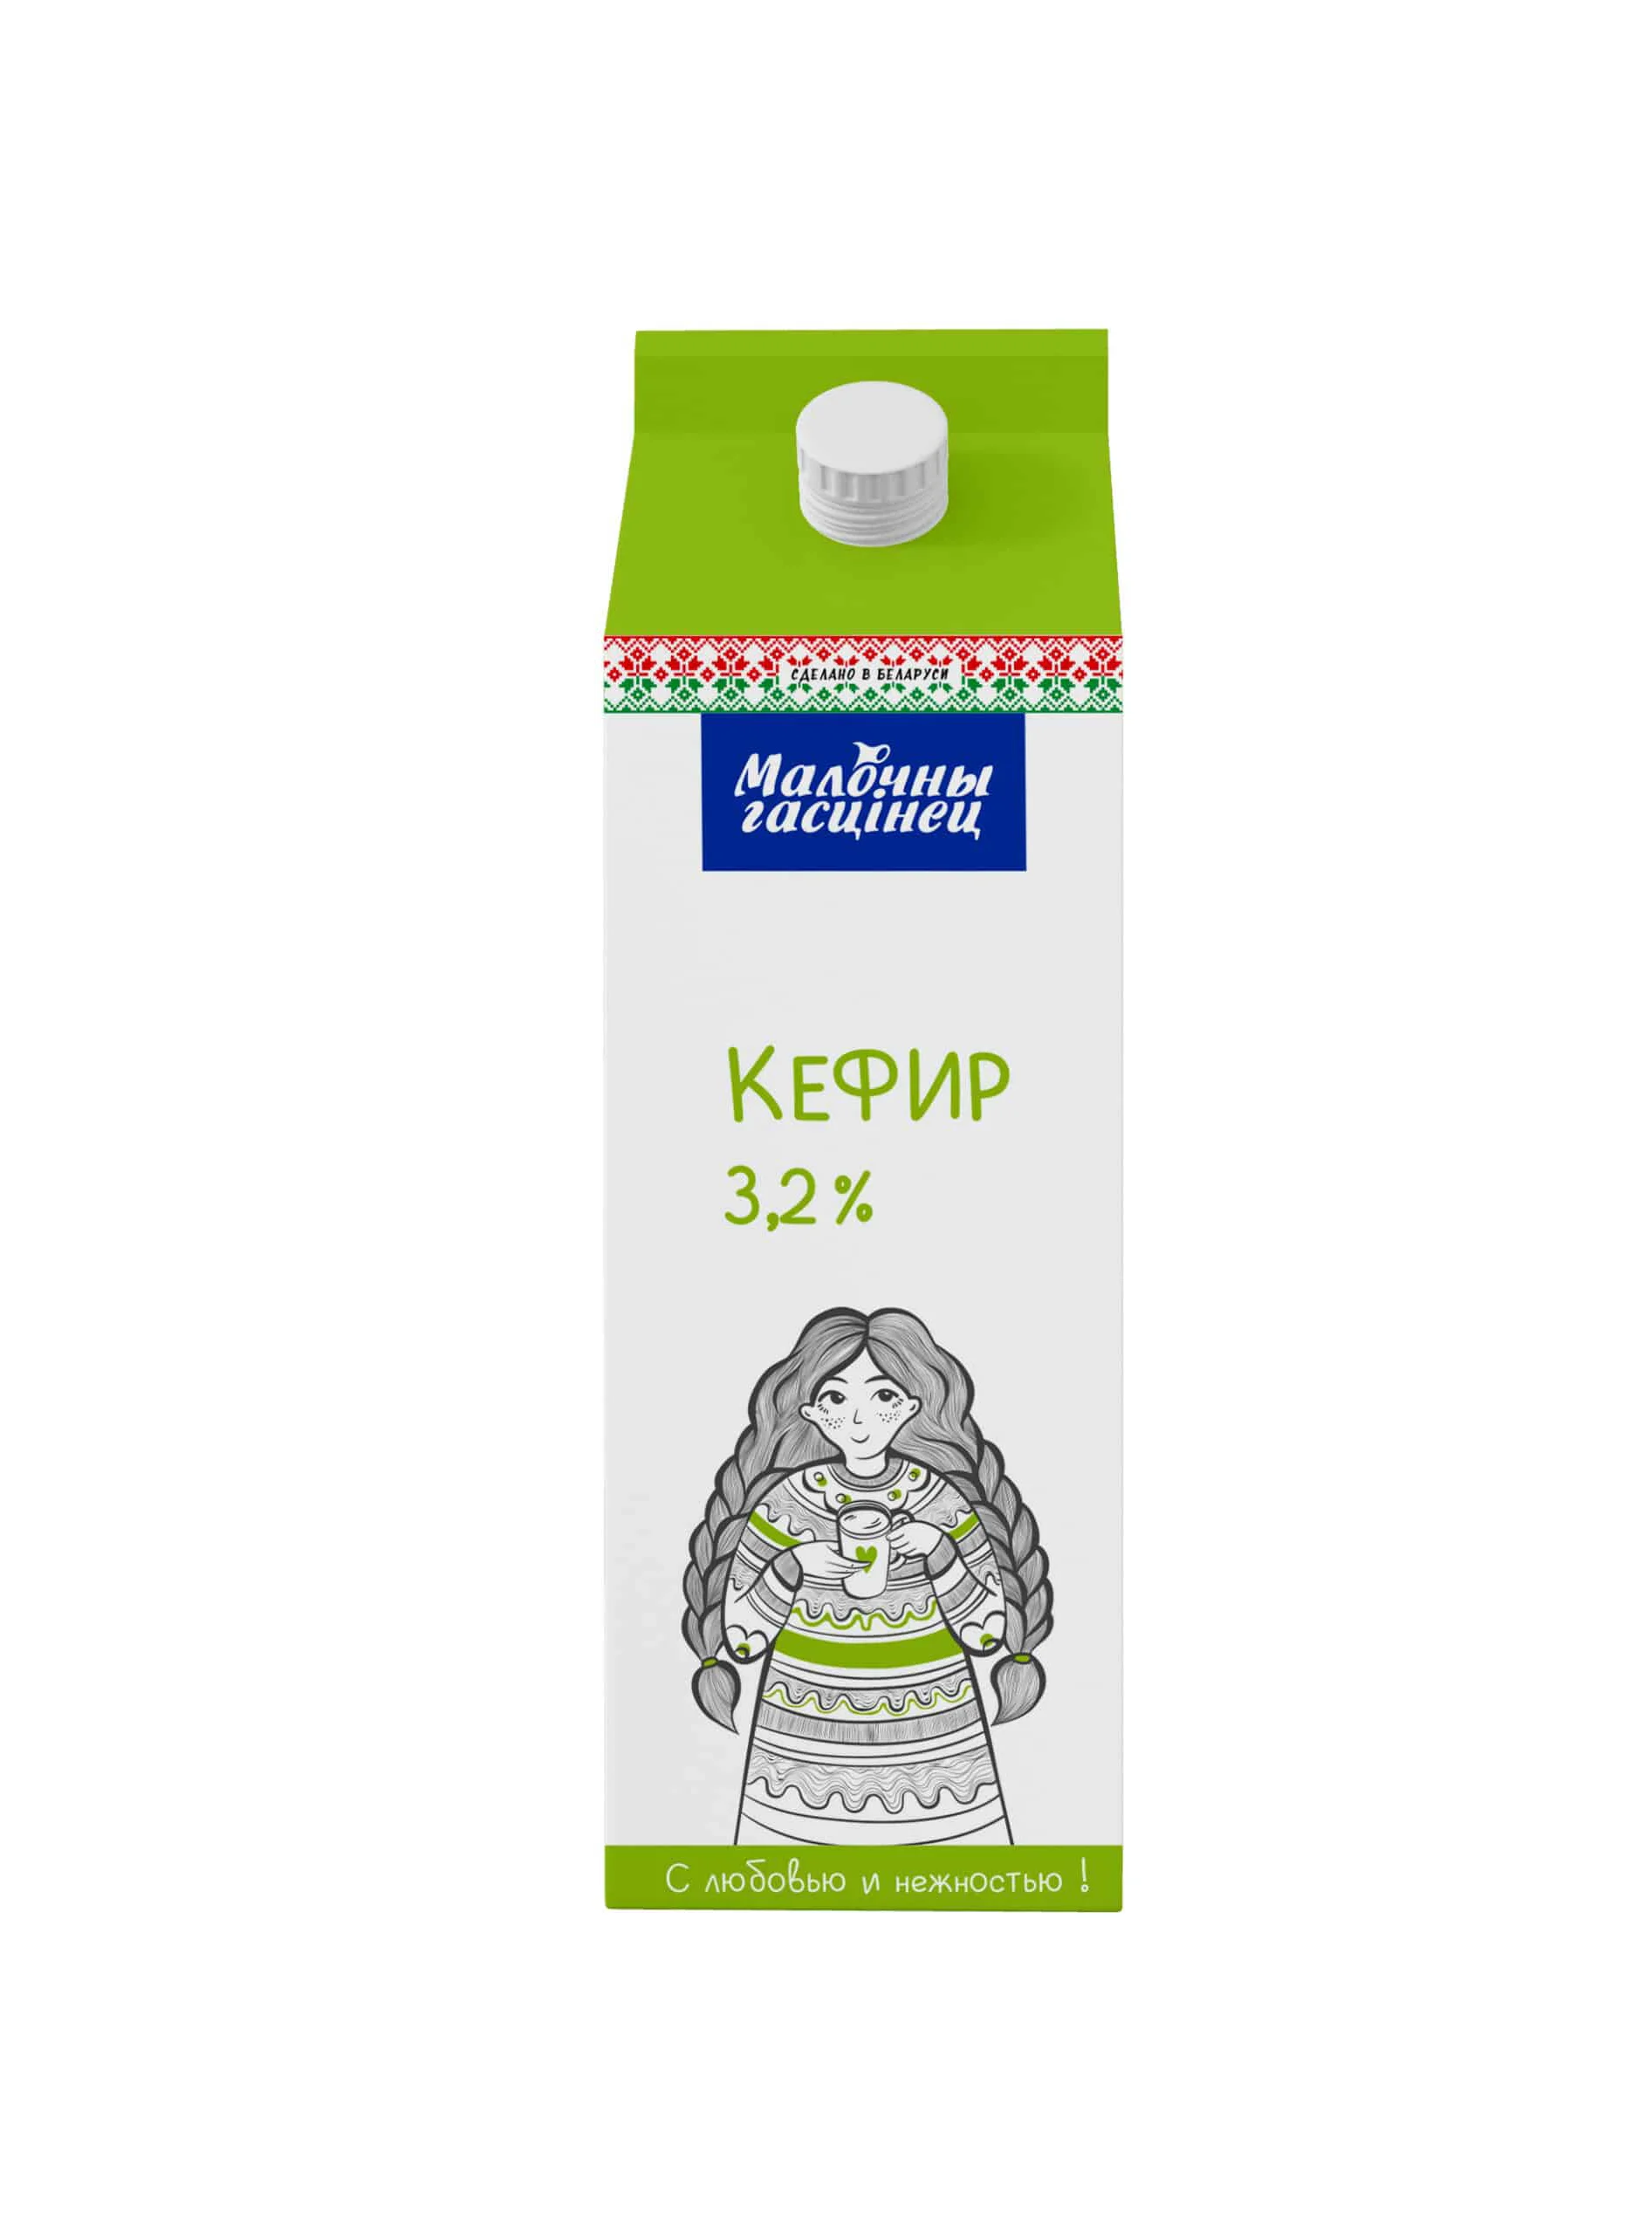 СДЕЛАНО В БЕЛАРУСИ
Малочны
гасцінец
КЕФИР
3,2%
С любовью и нежностью!